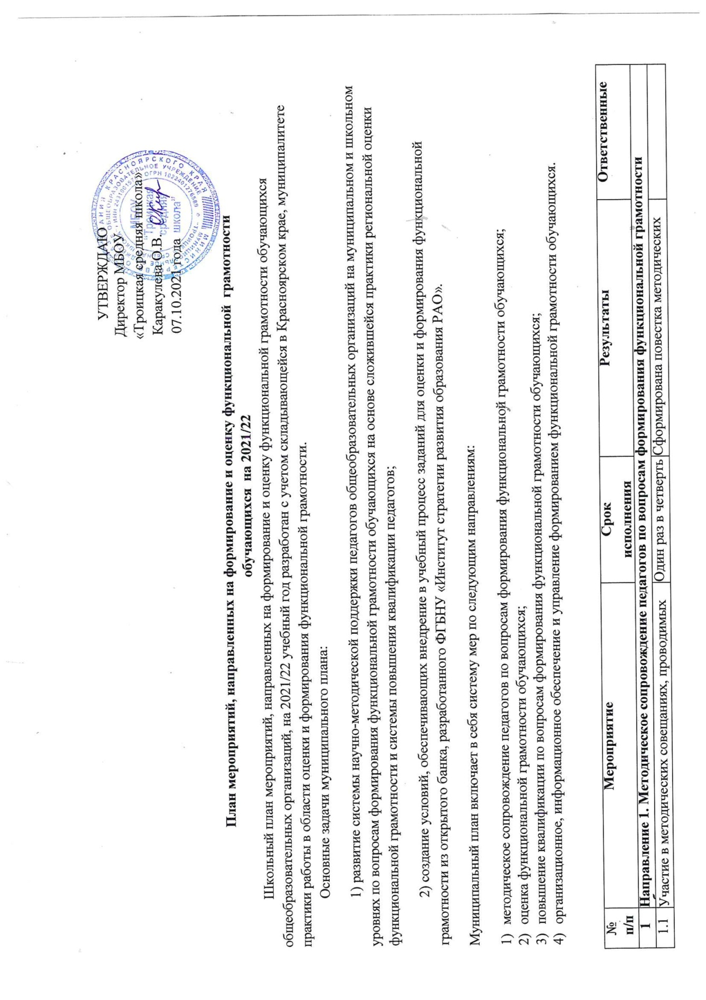 УТВЕРЖДАЮ
Директор МБОУ
«Троицкая средняя школа»
Каракулева О.В.
07.10.2021 года
МБОУ
"Троицкая
средняя
школа"
План мероприятий, направленных на формирование и оценку функциональной грамотности
обучающихся на 2021/22
Школьный план мероприятий, направленных на формирование и оценку функциональной грамотности обучающихся
общеобразовательных организаций, на 2021/22 учебный год разработан с учетом складывающейся в Красноярском крае, муниципалитете
практики работы в области оценки и формирования функциональной грамотности.
Основные задачи муниципального плана:
1) развитие системы научно-методической поддержки педагогов общеобразовательных организаций на муниципальном и школьном
уровнях по вопросам формирования функциональной грамотности обучающихся на основе сложившейся практики региональной оценки
функциональной грамотности и системы повышения квалификации педагогов;
2) создание условий, обеспечивающих внедрение в учебный процесс заданий для оценки и формирования функциональной
грамотности из открытого банка, разработанного ФГБНУ «Институт стратегии развития образования РАО».
Муниципальный план включает в себя систему мер по следующим направлениям:
1) методическое сопровождение педагогов по вопросам формирования функциональной грамотности обучающихся;
2) оценка функциональной грамотности обучающихся;
3) повышение квалификации по вопросам формирования функциональной грамотности обучающихся;
4) организационное, информационное обеспечение и управление формированием функциональной грамотности обучающихся.
№ п/п Мероприятие Срок исполнения Результаты Ответственные
1 Направление 1. Методическое сопровождение педагогов по вопросам формирования функциональной грамотности
1.1 Участие в методических совещаниях, проводимых Один раз в четверть Сформирована повестка методических